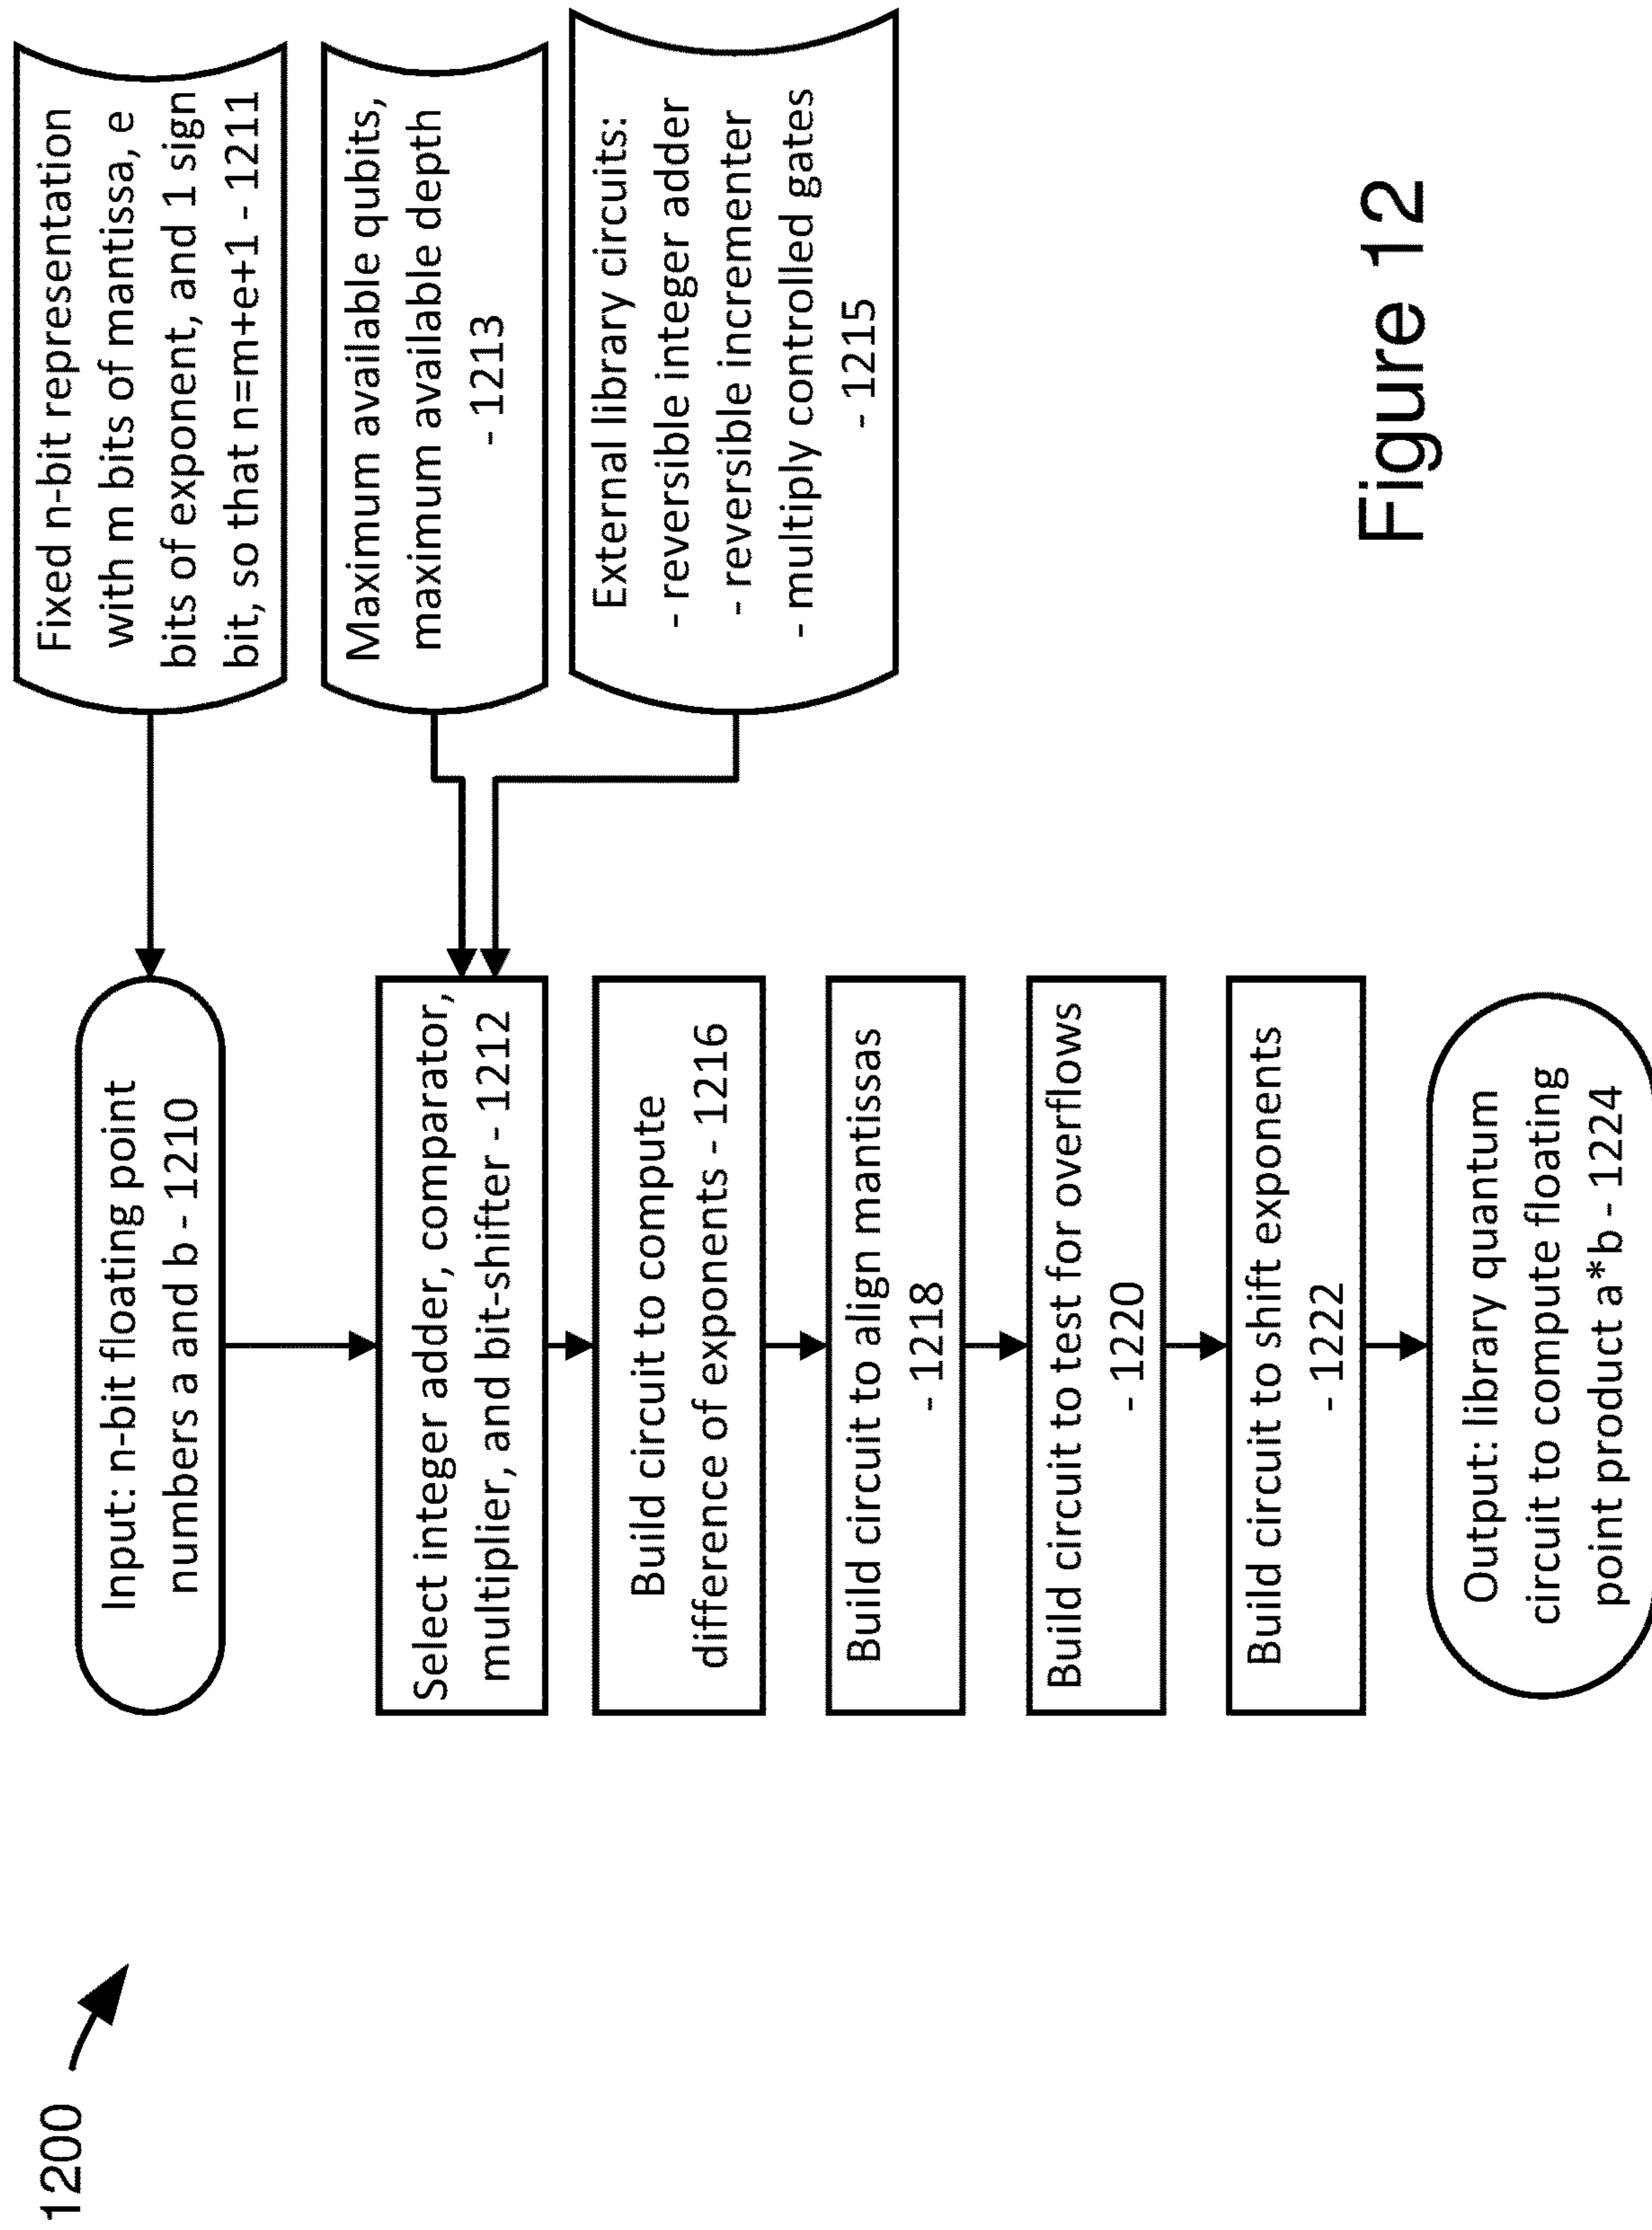 1200
Input: n-bit floating point
numbers a and b - 1210
Fixed n-bit representation
with m bits of mantissa, e
bits of exponent, and 1 sign
bit, so that n=m+e+1 - 1211
Select integer adder, comparator,
multiplier, and bit-shifter - 1212
Maximum available qubits,
maximum available depth
- 1213
External library circuits:
- reversible integer adder
- reversible incrementer
- multiply controlled gates
- 1215
Build circuit to compute
difference of exponents - 1216
Build circuit to align mantissas
- 1218
Build circuit to test for overflows
- 1220
Build circuit to shift exponents
- 1222
Output: library quantum
circuit to compute floating
point product a*b - 1224
Figure 12